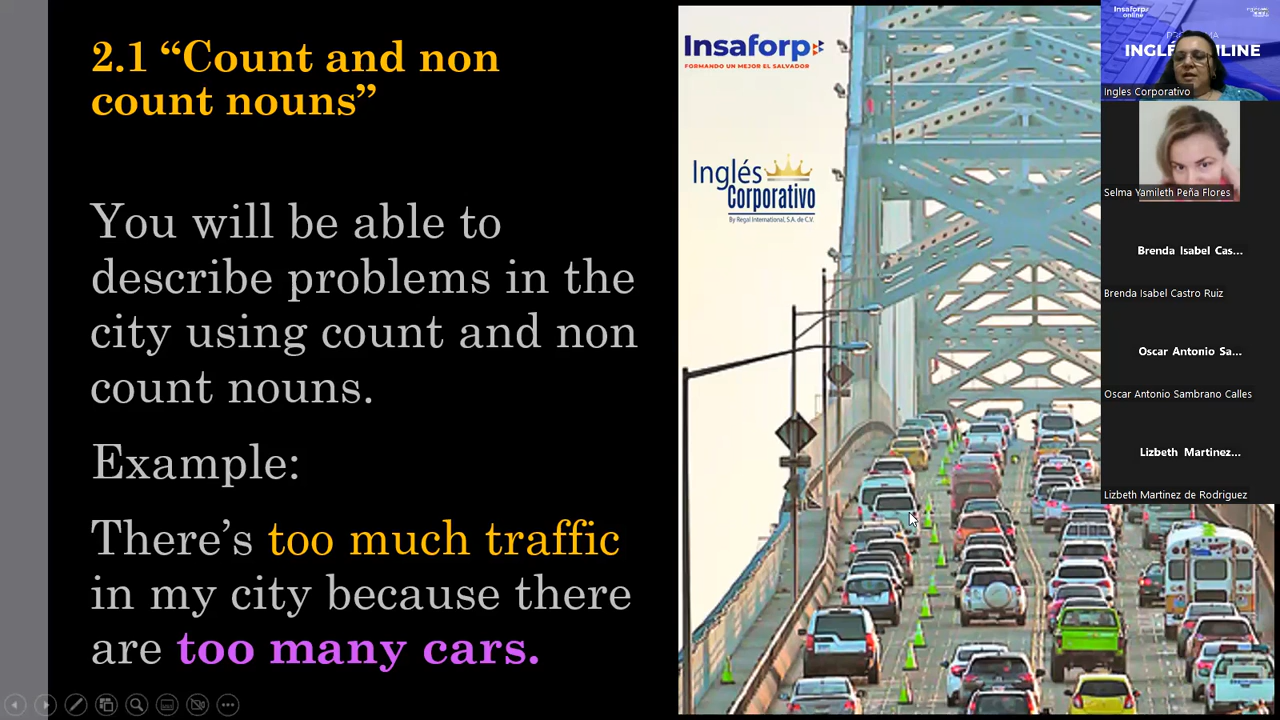 2.1 “Count and non
count nouns”
You will be able to
describe problems in the
city using count and non
count nouns.
Example:
There’s too much traffic
in my city because there
are too many cars.
Insaforp
FORMANDO UN MEJOR EL SALVADOR
Inglés
Corporativo
By Regal International, S.A. de C.V.
Insaforp
online
INGLÉS ONLINE
Ingles Corporativo
Selma Yamileth Peña Flores
Brenda Isabel Cas...
Brenda Isabel Castro Ruiz
Oscar Antonio Sa...
Oscar Antonio Sambrano Calles
Lizbeth Martinez...
Lizbeth Martinez de Rodriguez